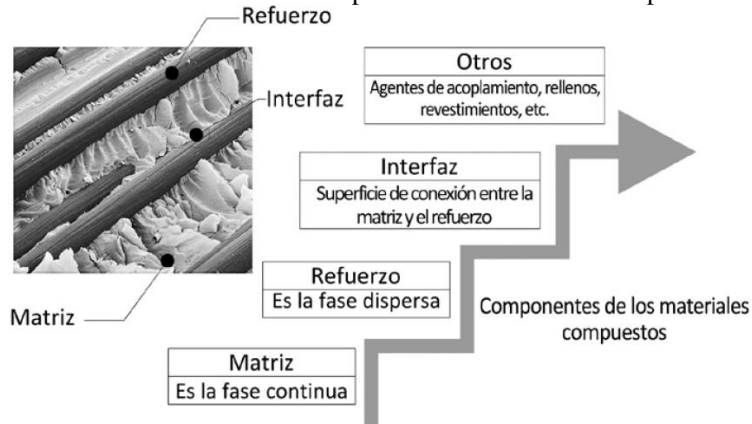 Refuerzo
Interfaz
Matriz
Otros
Agentes de acoplamiento, rellenos,
revestimientos, etc.
Interfaz
Superficie de conexión entre la
matriz y el refuerzo
Refuerzo
Es la fase dispersa
Matriz
Es la fase continua
Componentes de los materiales
compuestos